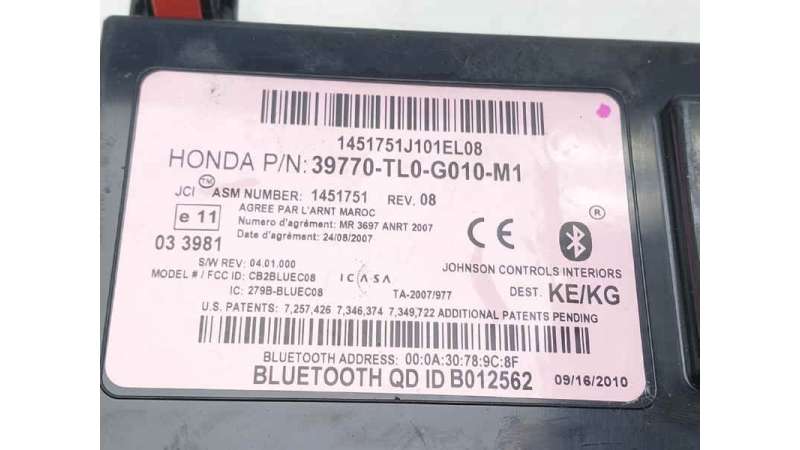 1451751J101EL08
HONDA P/N: 39770-TL0-G010-M1
JCI™ ASM NUMBER: 1451751 REV. 08
e 11
AGREE PAR L'ARNT MAROC
Numero d'agrément: MR 3697 ANRT 2007
Date d'agrément: 24/08/2007
03 3981
CE
®
S/W REV: 04.01.000
MODEL # / FCC ID: CB2BLUEC08
ICASA
JOHNSON CONTROLS INTERIORS
IC: 279B-BLUEC08
TA-2007/977
DEST. KE/KG
U.S. PATENTS: 7,257,426 7,346,374 7,349,722 ADDITIONAL PATENTS PENDING
BLUETOOTH ADDRESS: 00:0A:30:78:9C:8F
BLUETOOTH QD ID B012562 09/16/2010